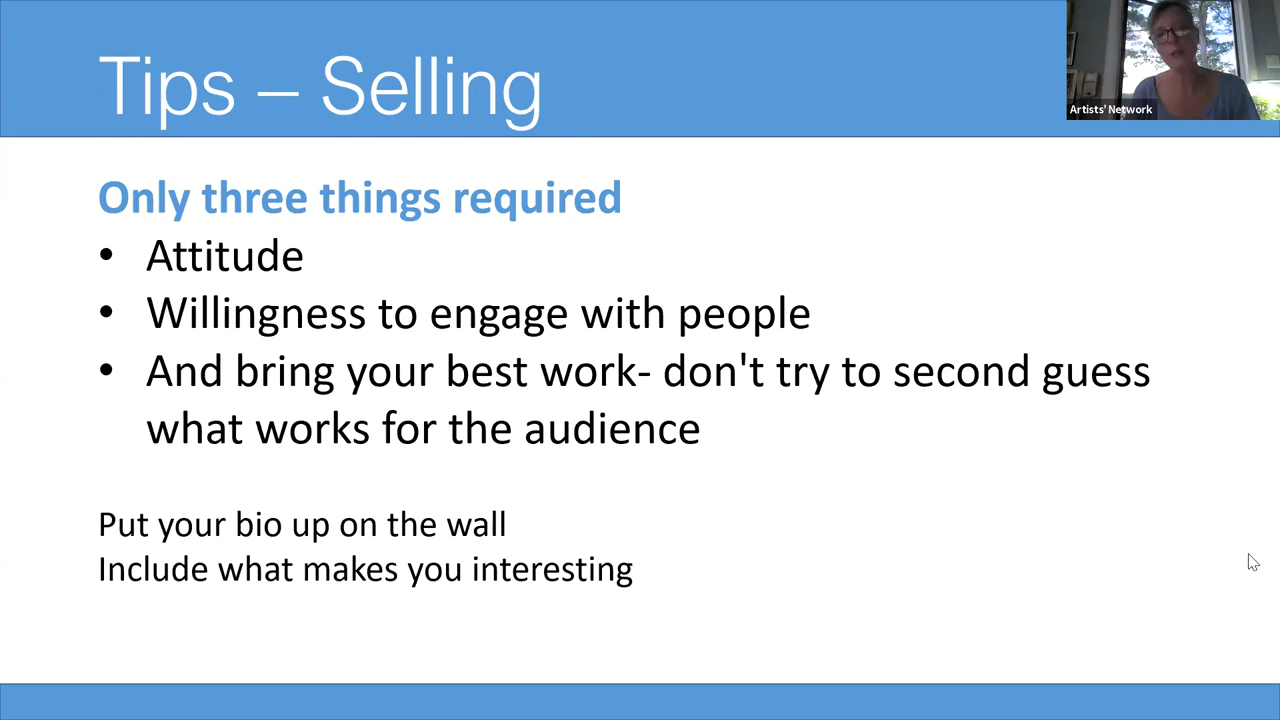 Tips – Selling
Artists' Network
Only three things required
• Attitude
• Willingness to engage with people
• And bring your best work- don't try to second guess
what works for the audience
Put your bio up on the wall
Include what makes you interesting